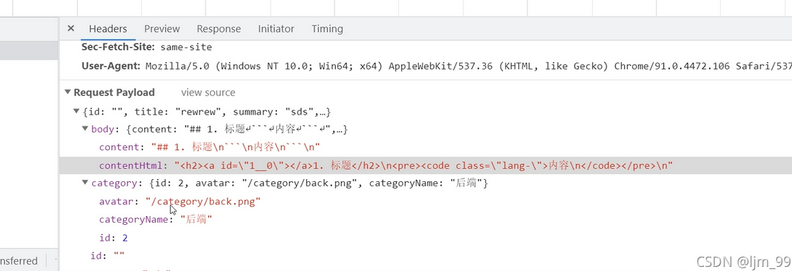 × Headers Preview Response Initiator Timing
Sec-Fetch-Site: same-site
User-Agent: Mozilla/5.0 (Windows NT 10.0; Win64; x64) AppleWebKit/537.36 (KHTML, like Gecko) Chrome/91.0.4472.106 Safari/537
▼ Request Payload view source
▼ {id: "", title: "rewrew", summary: "sds",…}
▼ body: {content: "## 1. 标题↵```↵内容↵```↵",…}
content: "## 1. 标题\n```\n内容\n```\n"
contentHtml: "<h2><a id=\"1__0\"></a>1. 标题</h2>\n<pre><code class=\"lang-\">内容\n</code></pre>\n"
▼ category: {id: 2, avatar: "/category/back.png", categoryName: "后端"}
avatar: "/category/back.png"
categoryName: "后端"
id: 2
id: ""
nsferred
CSDN @ljrn_99